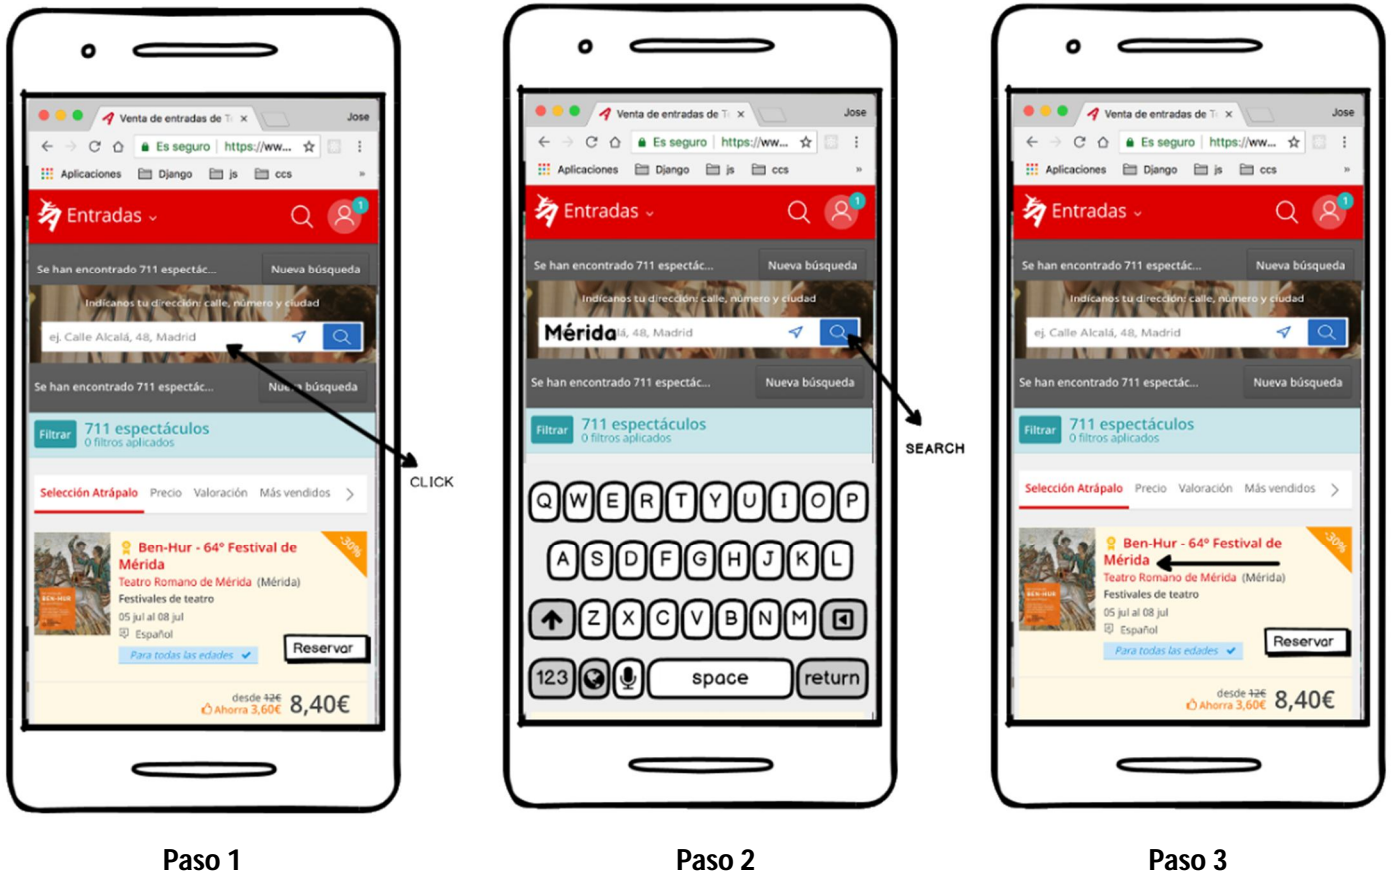 Venta de entradas de T
Jose
Es seguro
https://ww...
Aplicaciones
Django
js
ccs
»
Entradas
1
Se han encontrado 711 espectác...
Nueva búsqueda
Indícanos tu dirección: calle, número y ciudad
ej. Calle Alcalá, 48, Madrid
Se han encontrado 711 espectác...
Nueva búsqueda
Filtrar
711 espectáculos
0 filtros aplicados
CLICK
Selección Atrápalo Precio Valoración Más vendidos
-30%
Ben-Hur - 64º Festival de
Mérida
Teatro Romano de Mérida (Mérida)
Festivales de teatro
05 jul al 08 jul
Español
Reservar
Para todas las edades
BEN-HUR
desde 12€
Ahorra 3,60€
8,40€
Paso 1
Venta de entradas de T
Jose
Es seguro
https://ww...
Aplicaciones
Django
js
ccs
»
Entradas
1
Se han encontrado 711 espectác...
Nueva búsqueda
Indícanos tu dirección: calle, número y ciudad
Mérida lá, 48, Madrid
Se han encontrado 711 espectác...
Nueva búsqueda
SEARCH
Filtrar
711 espectáculos
0 filtros aplicados
Q W E R T Y U I O P
A S D F G H J K L
Z X C V B N M
123 space return
Paso 2
Venta de entradas de T
Jose
Es seguro
https://ww...
Aplicaciones
Django
js
ccs
»
Entradas
1
Se han encontrado 711 espectác...
Nueva búsqueda
Indícanos tu dirección: calle, número y ciudad
ej. Calle Alcalá, 48, Madrid
Se han encontrado 711 espectác...
Nueva búsqueda
Filtrar
711 espectáculos
0 filtros aplicados
Selección Atrápalo Precio Valoración Más vendidos
-30%
Ben-Hur - 64º Festival de
Mérida
Teatro Romano de Mérida (Mérida)
Festivales de teatro
05 jul al 08 jul
Español
Reservar
Para todas las edades
BEN-HUR
desde 12€
Ahorra 3,60€
8,40€
Paso 3